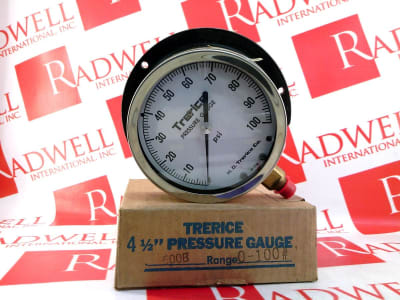 RADWELL
INTERNATIONAL, INC.
10
20
30
40
50
60
70
80
90
100
Trerice
PRESSURE GAUGE
psi
H.O. Trerice Co.
TRERICE
4 ½" PRESSURE GAUGE
600B Range 0-100#